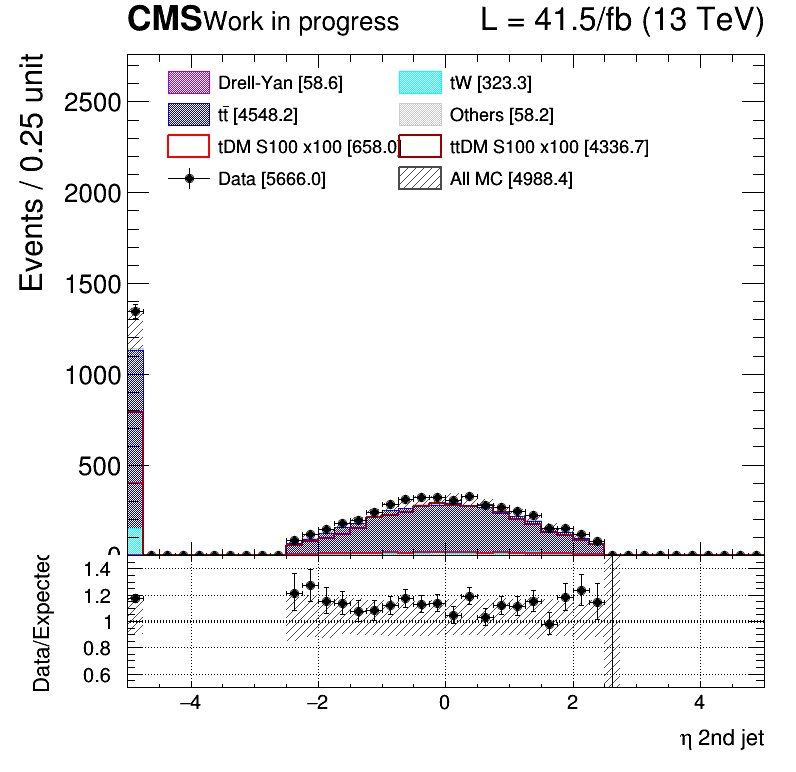 CMS Work in progress L = 41.5/fb (13 TeV)
Events / 0.25 unit
2500
2000
1500
1000
500
0
Drell-Yan [58.6] tW [323.3]
tt̄ [4548.2] Others [58.2]
tDM S100 x100 [658.0] ttDM S100 x100 [4336.7]
Data [5666.0] All MC [4988.4]
Data/Expected
1.4
1.2
1
0.8
0.6
−4 −2 0 2 4
η 2nd jet